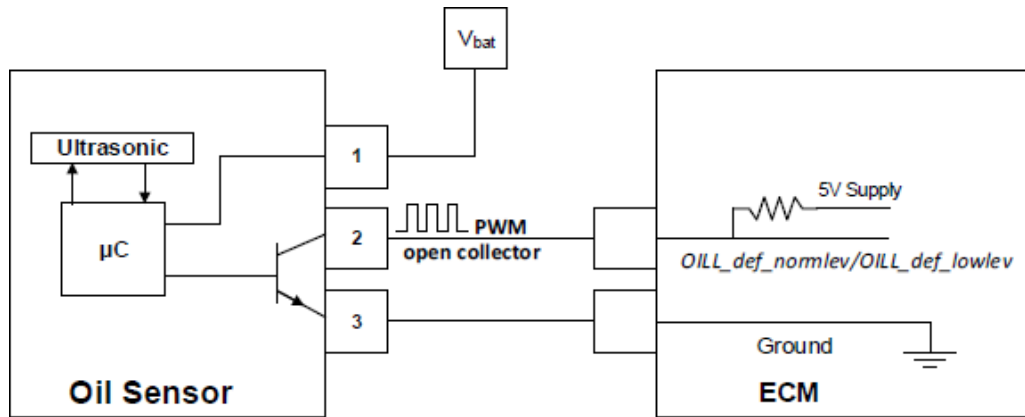 Vbat
Ultrasonic
1
5V Supply
µC
2
PWM
open collector
OILL_def_normlev/OILL_def_lowlev
3
Ground
Oil Sensor
ECM